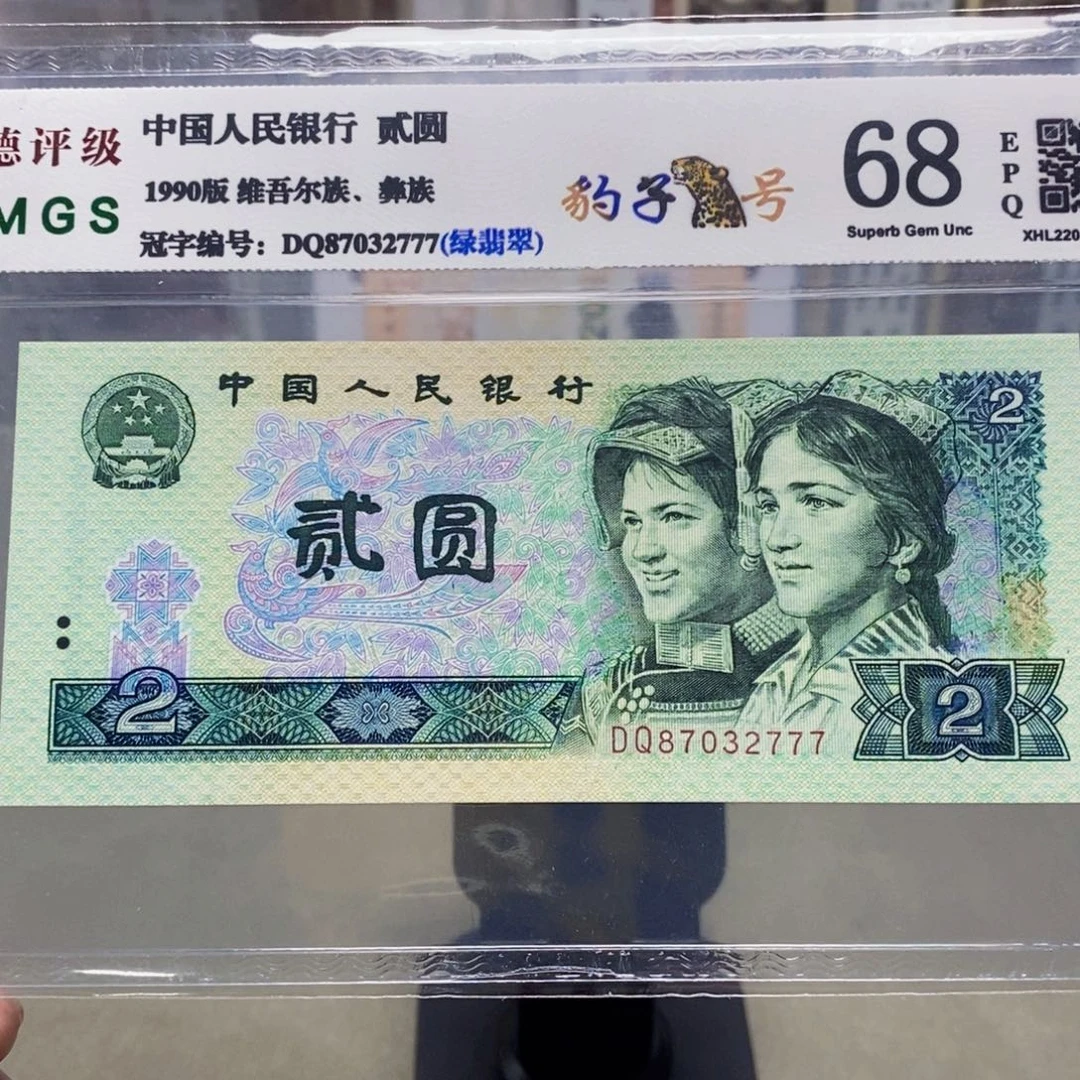 德评级
MGS
中国人民银行 贰圆
1990版 维吾尔族、彝族
冠字编号：DQ87032777(绿翡翠)
豹子号
68
Superb Gem Unc
EPQ
XHL220
中国人民银行
贰圆
2
2
2
DQ87032777